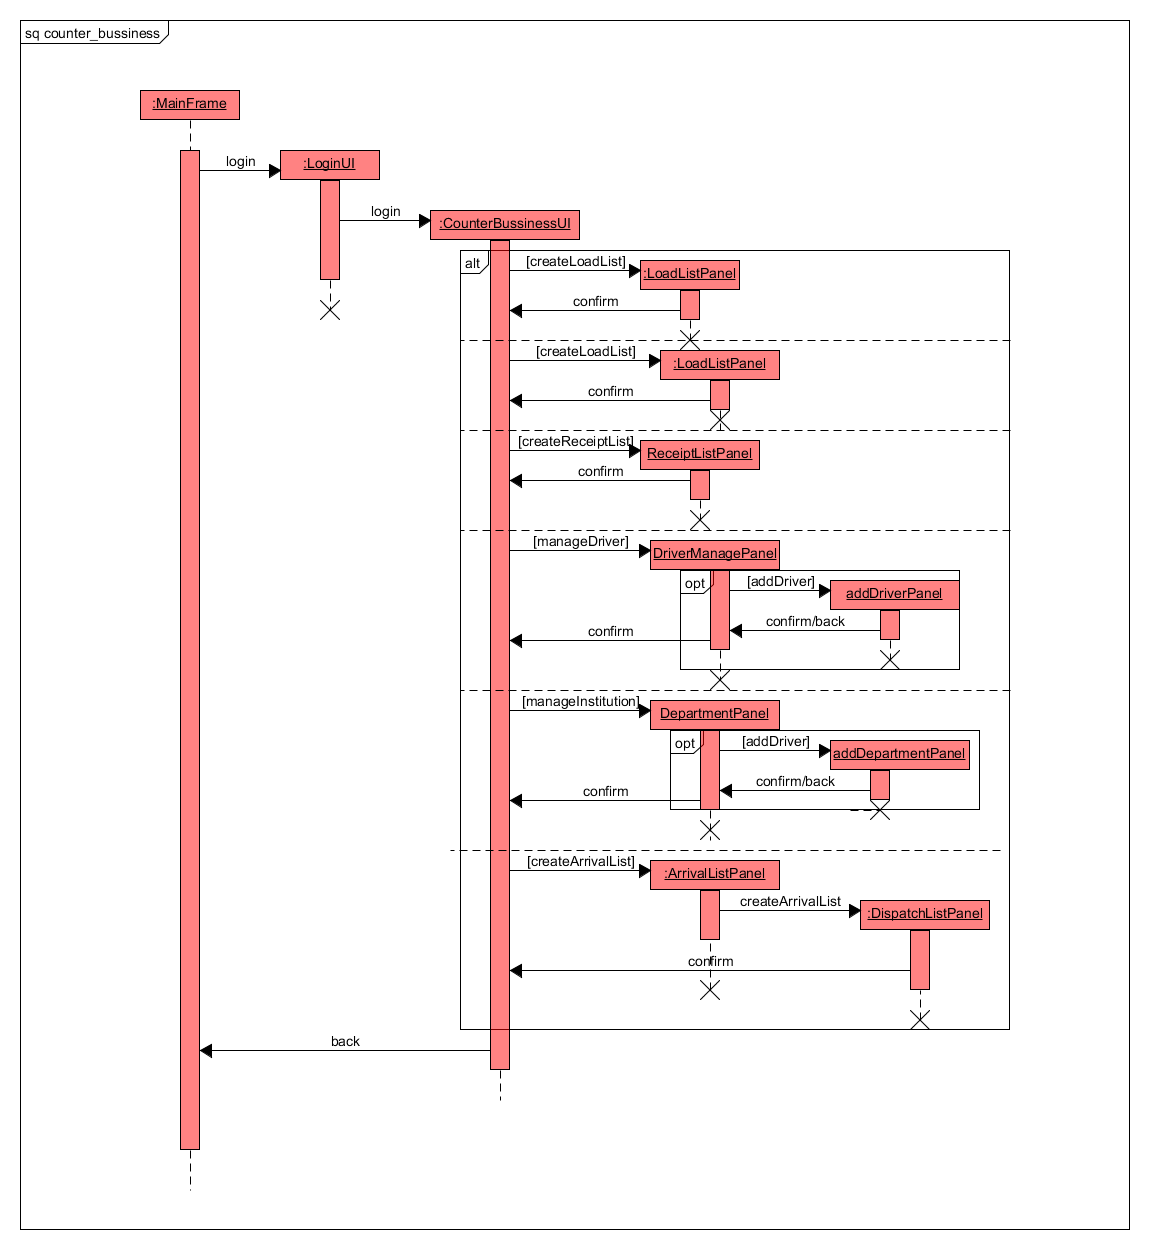 sq counter_bussiness
:MainFrame
login
:LoginUI
login
:CounterBussinessUI
alt
[createLoadList]
:LoadListPanel
confirm
[createLoadList]
:LoadListPanel
confirm
[createReceiptList]
ReceiptListPanel
confirm
[manageDriver]
DriverManagePanel
opt
[addDriver]
addDriverPanel
confirm/back
confirm
[manageInstitution]
DepartmentPanel
opt
[addDriver]
addDepartmentPanel
confirm/back
confirm
[createArrivalList]
:ArrivalListPanel
createArrivalList
:DispatchListPanel
confirm
back